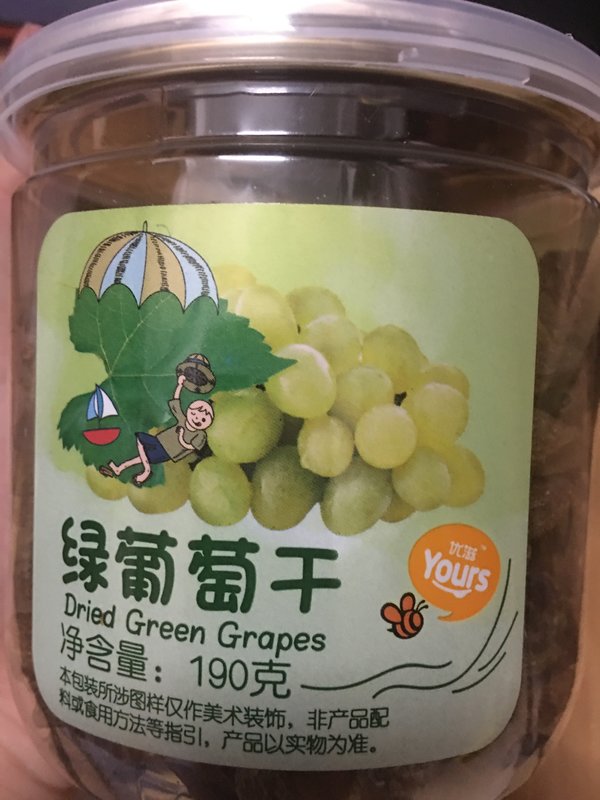 绿葡萄干
Dried Green Grapes
净含量：190克
本包装所涉图样仅作美术装饰，非产品配
料或食用方法等指引，产品以实物为准。
优滋™
Yours